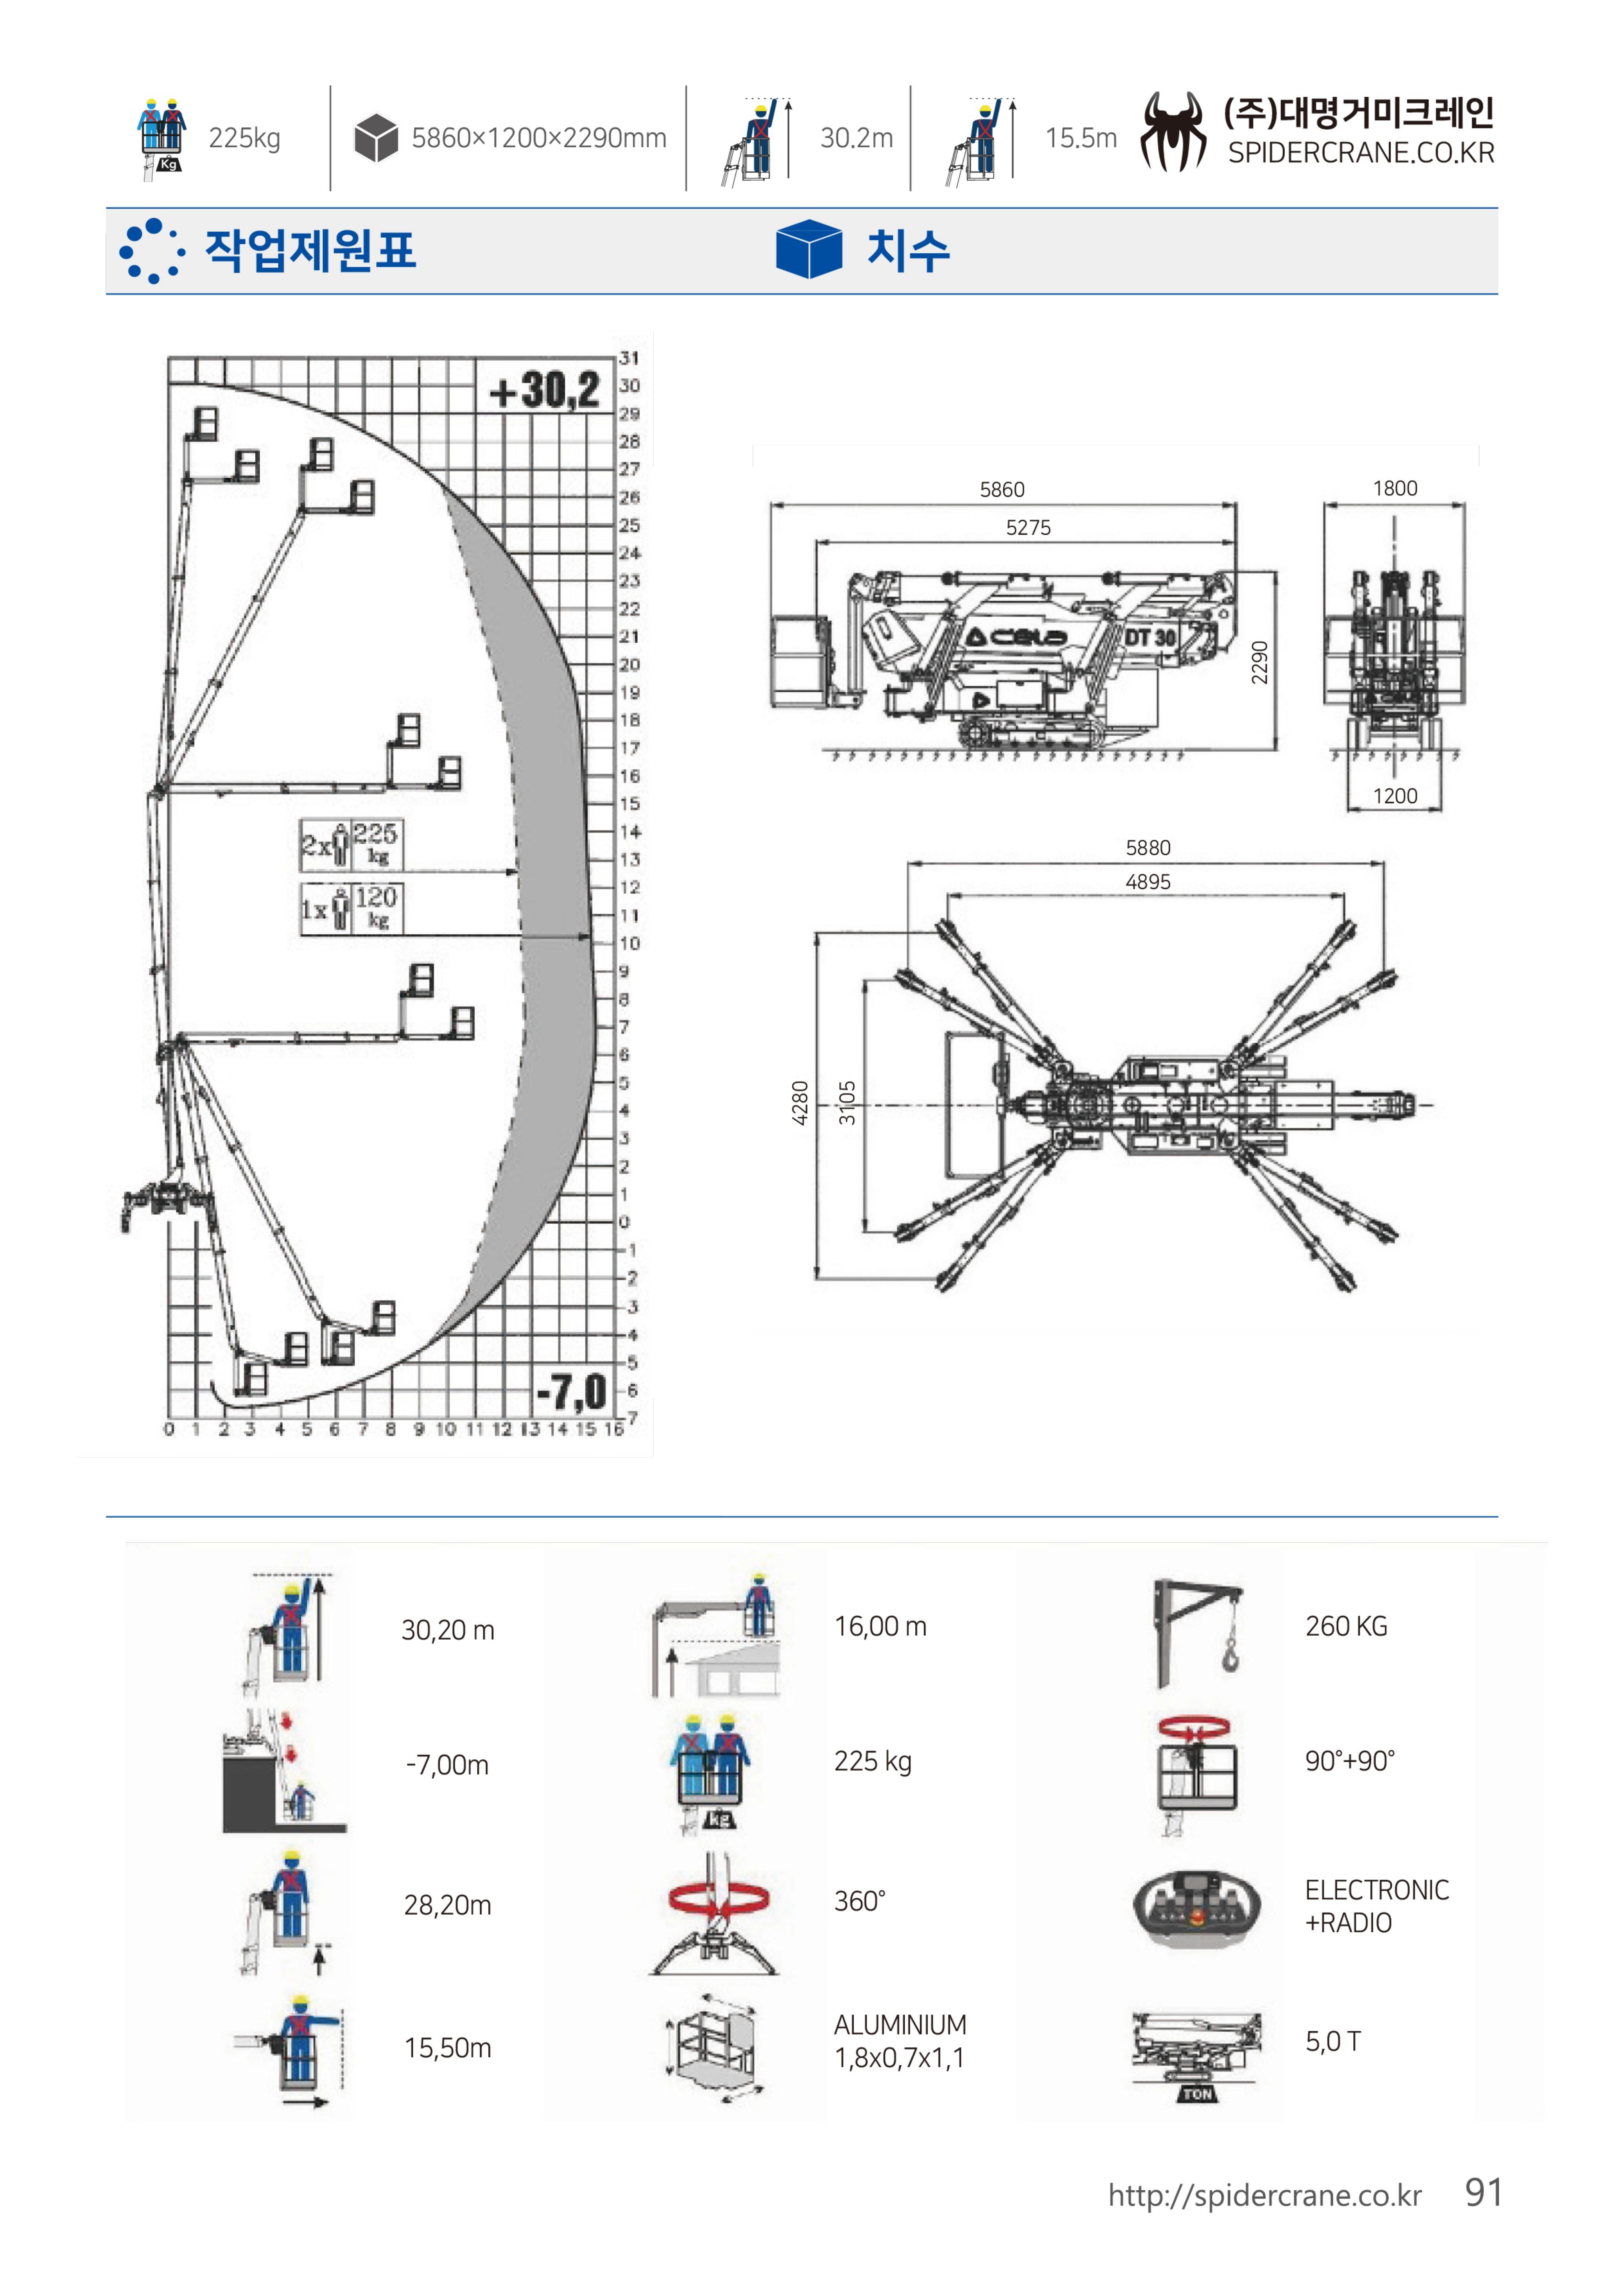 225kg
5860×1200×2290mm
30.2m
15.5m
(주)대명거미크레인
SPIDERCRANE.CO.KR
Kg
작업제원표
치수
+30,2
31
30
29
28
27
26
25
24
23
22
21
20
19
18
17
16
15
14
13
12
11
10
9
8
7
6
5
4
3
2
1
0
-1
-2
-3
-4
-5
-6
-7
2x 225 kg
1x 120 kg
-7,0
0 1 2 3 4 5 6 7 8 9 10 11 12 13 14 15 16
5860
5275
1800
cela
DT 30
2290
1200
5880
4895
4280
3105
30,20 m
16,00 m
260 KG
-7,00m
225 kg
kg
90°+90°
28,20m
360°
ELECTRONIC
+RADIO
15,50m
ALUMINIUM
1,8x0,7x1,1
5,0 T
TON
http://spidercrane.co.kr 91